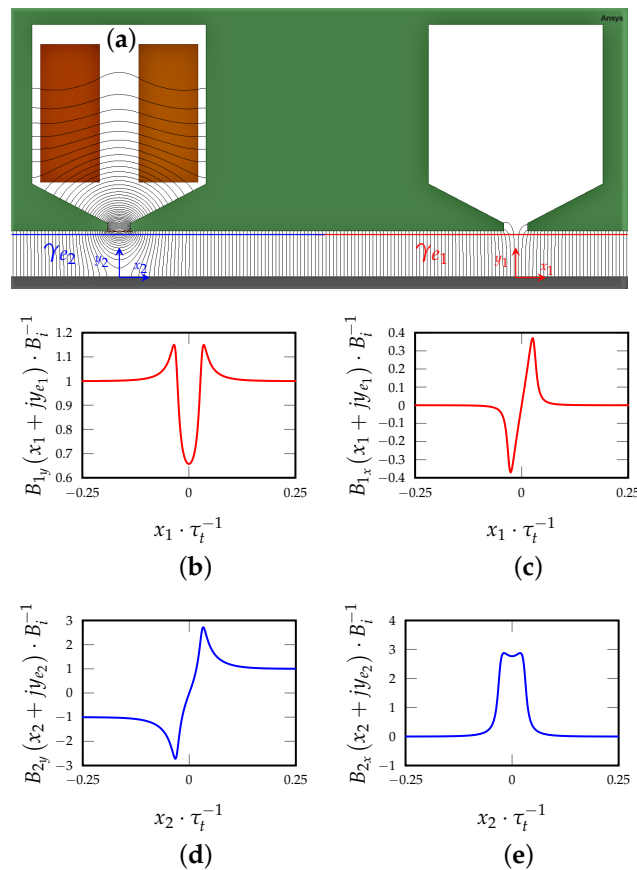 (a)
Ansys
γe2 y2 x2 γe1 y1 x1
B1y(x1 + jye1) · Bi−1
1.2
1.1
1
0.9
0.8
0.7
0.6
−0.25 0 0.25
x1 · τt−1
(b)
B1x(x1 + jye1) · Bi−1
0.4
0.3
0.2
0.1
0
−0.1
−0.2
−0.3
−0.4
−0.25 0 0.25
x1 · τt−1
(c)
B2y(x2 + jye2) · Bi−1
3
2
1
0
−1
−2
−3
−0.25 0 0.25
x2 · τt−1
(d)
B2x(x2 + jye2) · Bi−1
4
3
2
1
0
−1
−0.25 0 0.25
x2 · τt−1
(e)